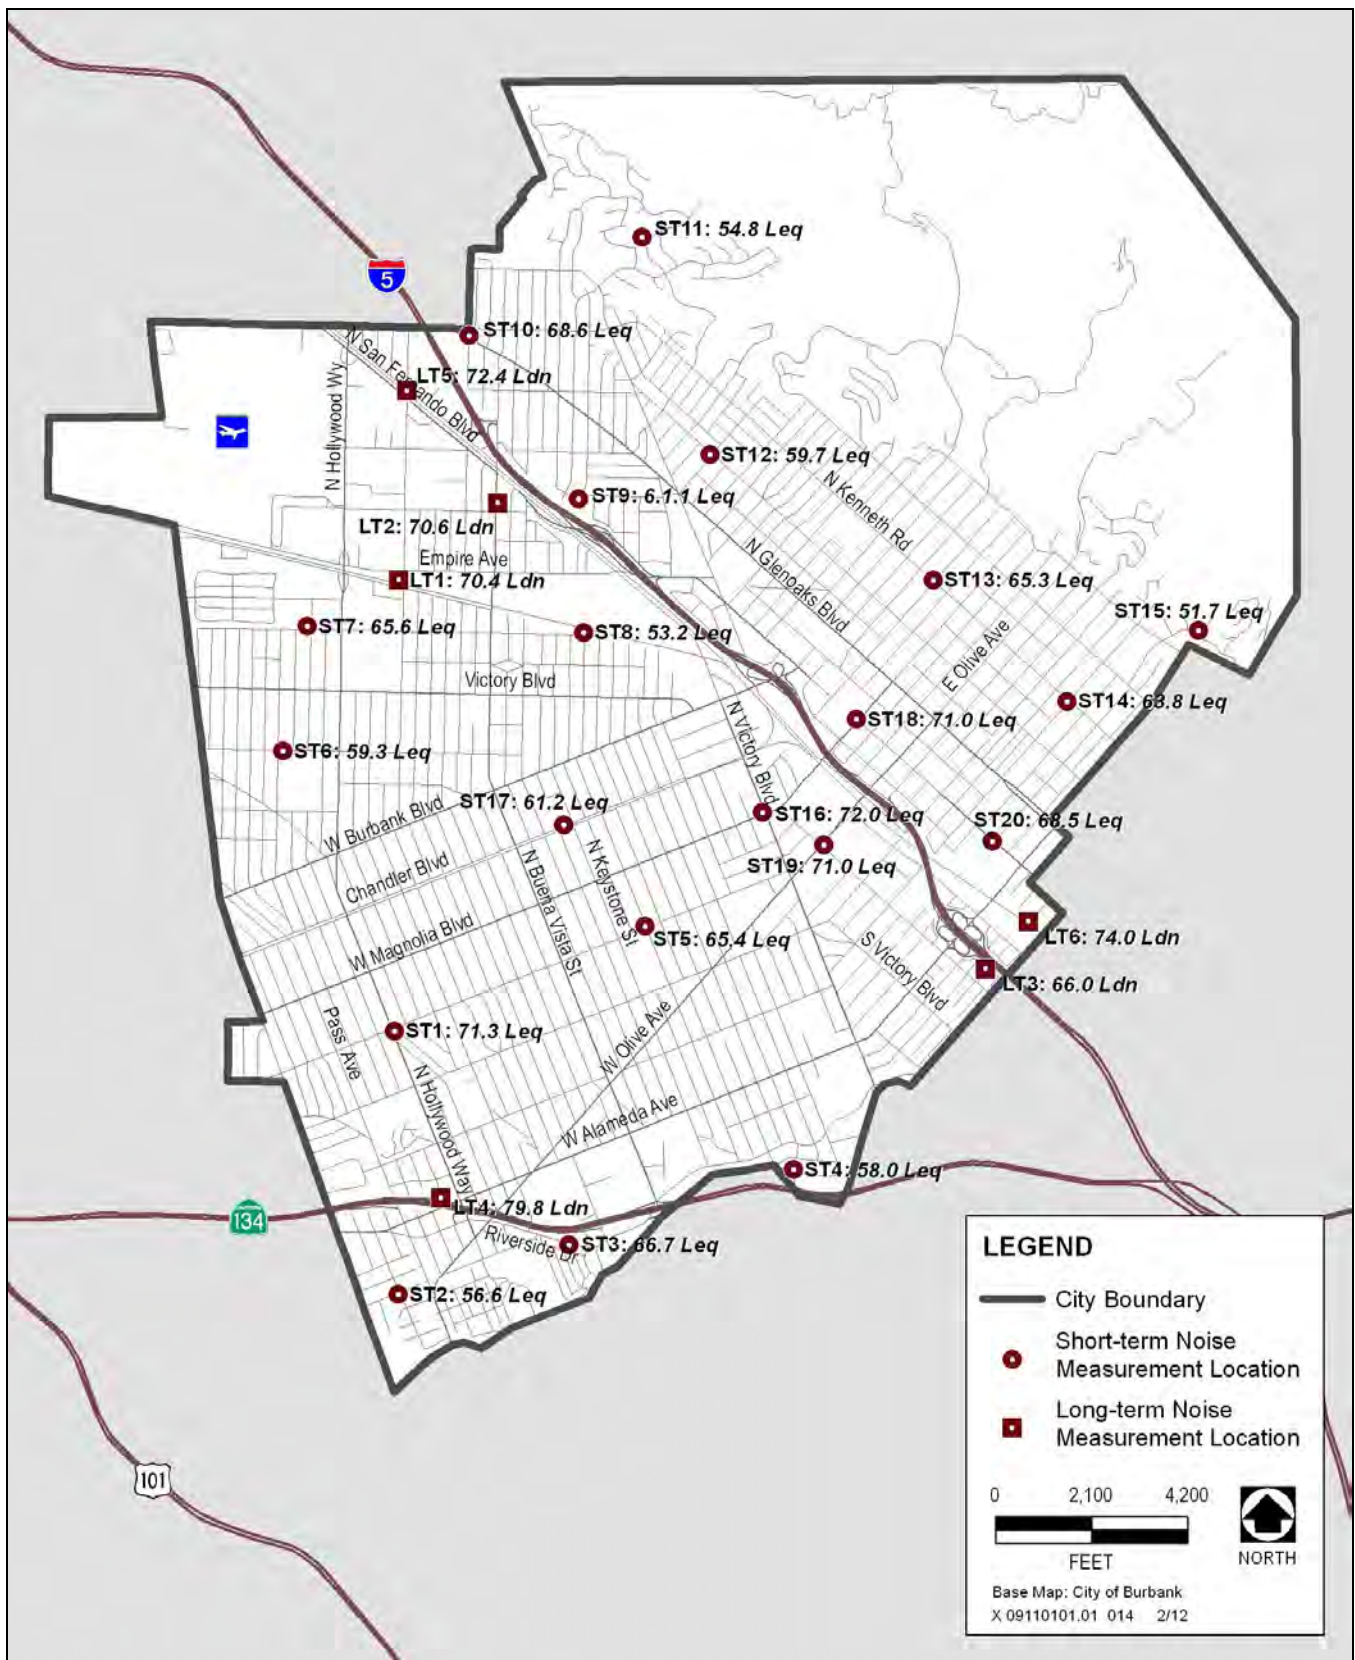 ST11: 54.8 Leq
5
ST10: 68.6 Leq
N San Fernando Blvd
LT5: 72.4 Ldn
N Hollywood Wy
ST12: 59.7 Leq
N Kenneth Rd
ST9: 6.1.1 Leq
LT2: 70.6 Ldn
Empire Ave
N Glenoaks Blvd
LT1: 70.4 Ldn
ST13: 65.3 Leq
ST15: 51.7 Leq
ST7: 65.6 Leq
ST8: 53.2 Leq
E Olive Ave
Victory Blvd
ST14: 63.8 Leq
N Victory Blvd
ST18: 71.0 Leq
ST6: 59.3 Leq
ST17: 61.2 Leq
W Burbank Blvd
ST16: 72.0 Leq
ST20: 68.5 Leq
Chandler Blvd
N Keystone St
ST19: 71.0 Leq
N Buena Vista St
W Magnolia Blvd
ST5: 65.4 Leq
S Victory Blvd
LT6: 74.0 Ldn
LT3: 66.0 Ldn
Pass Ave
ST1: 71.3 Leq
W Olive Ave
N Hollywood Way
W Alameda Ave
ST4: 58.0 Leq
LT4: 79.8 Ldn
134
Riverside Dr
ST3: 66.7 Leq
ST2: 56.6 Leq
101
LEGEND
City Boundary
Short-term Noise
Measurement Location
Long-term Noise
Measurement Location
0 2,100 4,200
FEET
NORTH
Base Map: City of Burbank
X 09110101.01 014 2/12